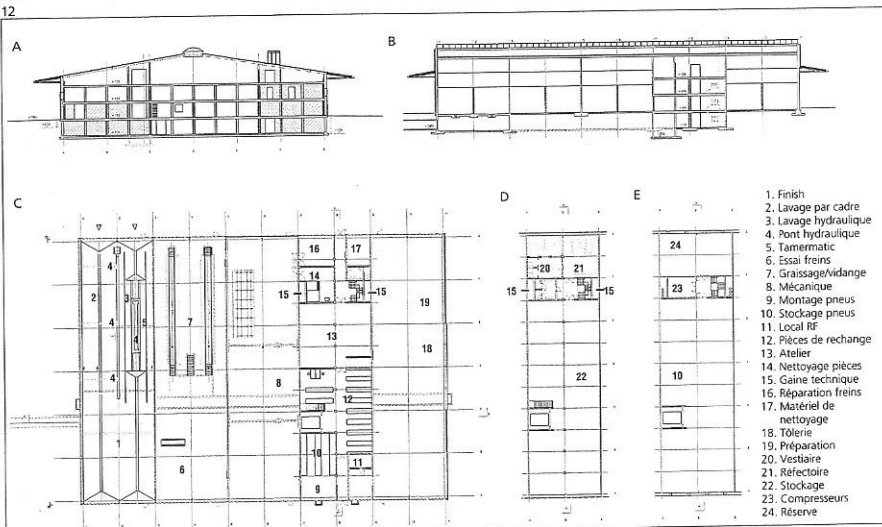 12
A
B
C
D
E
1. Finish
2. Lavage par cadre
3. Lavage hydraulique
4. Pont hydraulique
5. Tamermatic
6. Essai freins
7. Graissage/vidange
8. Mécanique
9. Montage pneus
10. Stockage pneus
11. Local RF
12. Pièces de rechange
13. Atelier
14. Nettoyage pièces
15. Gaine technique
16. Réparation freins
17. Matériel de
nettoyage
18. Tôlerie
19. Préparation
20. Vestiaire
21. Réfectoire
22. Stockage
23. Compresseurs
24. Réserve
16 17
4
14
15 15
2 3 5
4 4
7
19
13
18
4
8
12
1
10
6
11
9
20 21
15 15
22
24
23
10